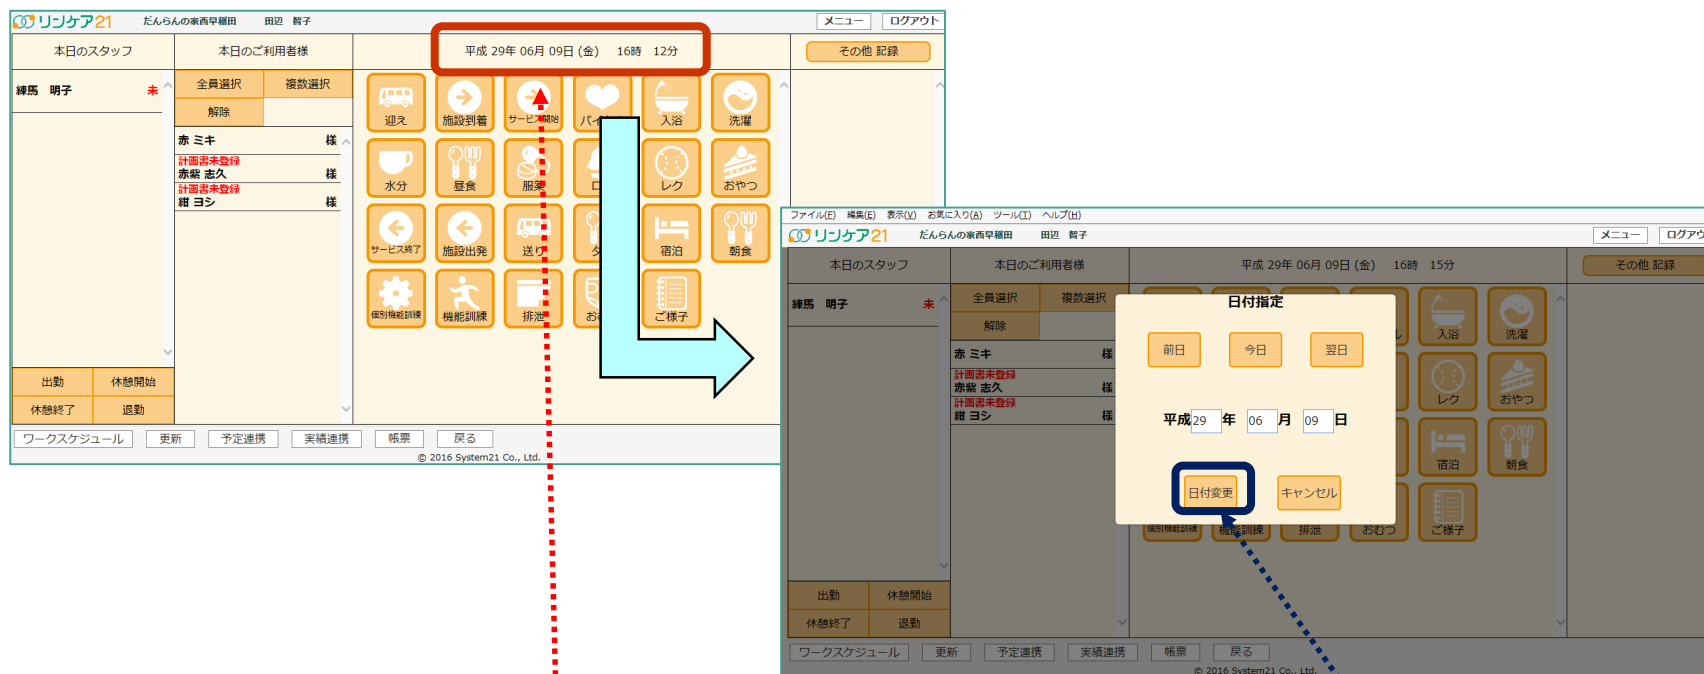 リンケア21 だんらんの家西早稲田 田辺 智子 メニュー ログアウト
本日のスタッフ 本日のご利用者様 平成 29年 06月 09日 (金) 16時 12分 その他 記録
練馬 明子 未
全員選択 複数選択
解除
赤 ミキ 様
計画書未登録
赤紫 志久 様
計画書未登録
紺 ヨシ 様
迎え 施設到着 サービス開始 バイ 入浴 洗濯
水分 昼食 服薬 レク おやつ
サービス終了 施設出発 送り 宿泊 朝食
個別機能訓練 機能訓練 排泄 ご様子
出勤 休憩開始
休憩終了 退勤
ワークスケジュール 更新 予定連携 実績連携 帳票 戻る
© 2016 System21 Co., Ltd.
ファイル(F) 編集(E) 表示(V) お気に入り(A) ツール(T) ヘルプ(H)
リンケア21 だんらんの家西早稲田 田辺 智子 メニュー ログアウ
本日のスタッフ 本日のご利用者様 平成 29年 06月 09日 (金) 16時 15分 その他 記録
練馬 明子 未
全員選択 複数選択
解除
赤 ミキ 様
計画書未登録
赤紫 志久 様
計画書未登録
紺 ヨシ 様
日付指定
前日 今日 翌日
平成 29 年 06 月 09 日
日付変更 キャンセル
入浴 洗濯
レク おやつ
宿泊 朝食
個別機能訓練 機能訓練 排泄 おむつ ご様子
出勤 休憩開始
休憩終了 退勤
ワークスケジュール 更新 予定連携 実績連携 帳票 戻る
© 2016 System21 Co., Ltd.